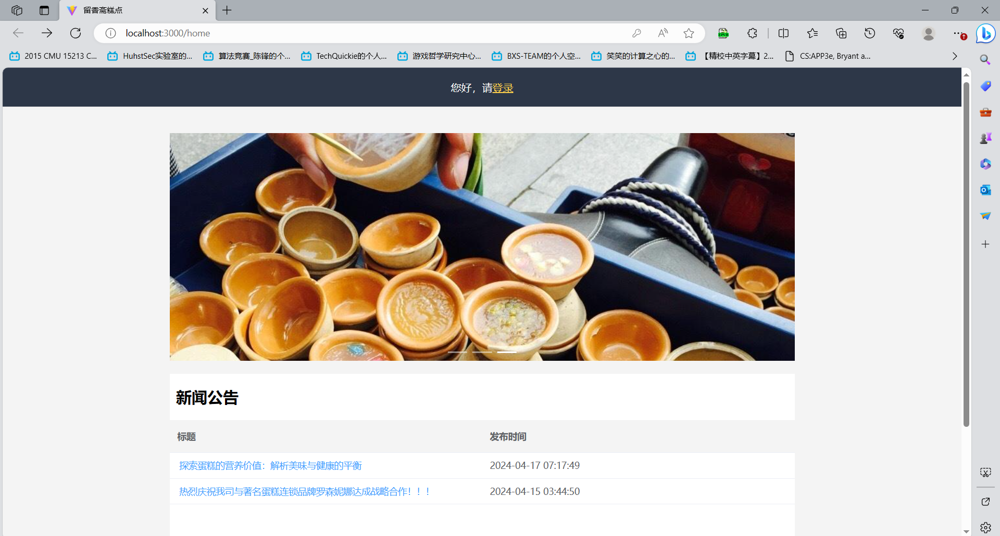 留香斋糕点
localhost:3000/home
2015 CMU 15213 C...
HuhstSec实验室的...
算法竞赛_陈锋的个...
TechQuickie的个人...
游戏哲学研究中心...
BXS-TEAM的个人空...
笑笑的计算之心的...
【精校中英字幕】2...
CS:APP3e, Bryant a...
您好，请登录
新闻公告
标题 发布时间
探索蛋糕的营养价值：解析美味与健康的平衡 2024-04-17 07:17:49
热烈庆祝我司与著名蛋糕连锁品牌罗森妮娜达成战略合作！！！ 2024-04-15 03:44:50